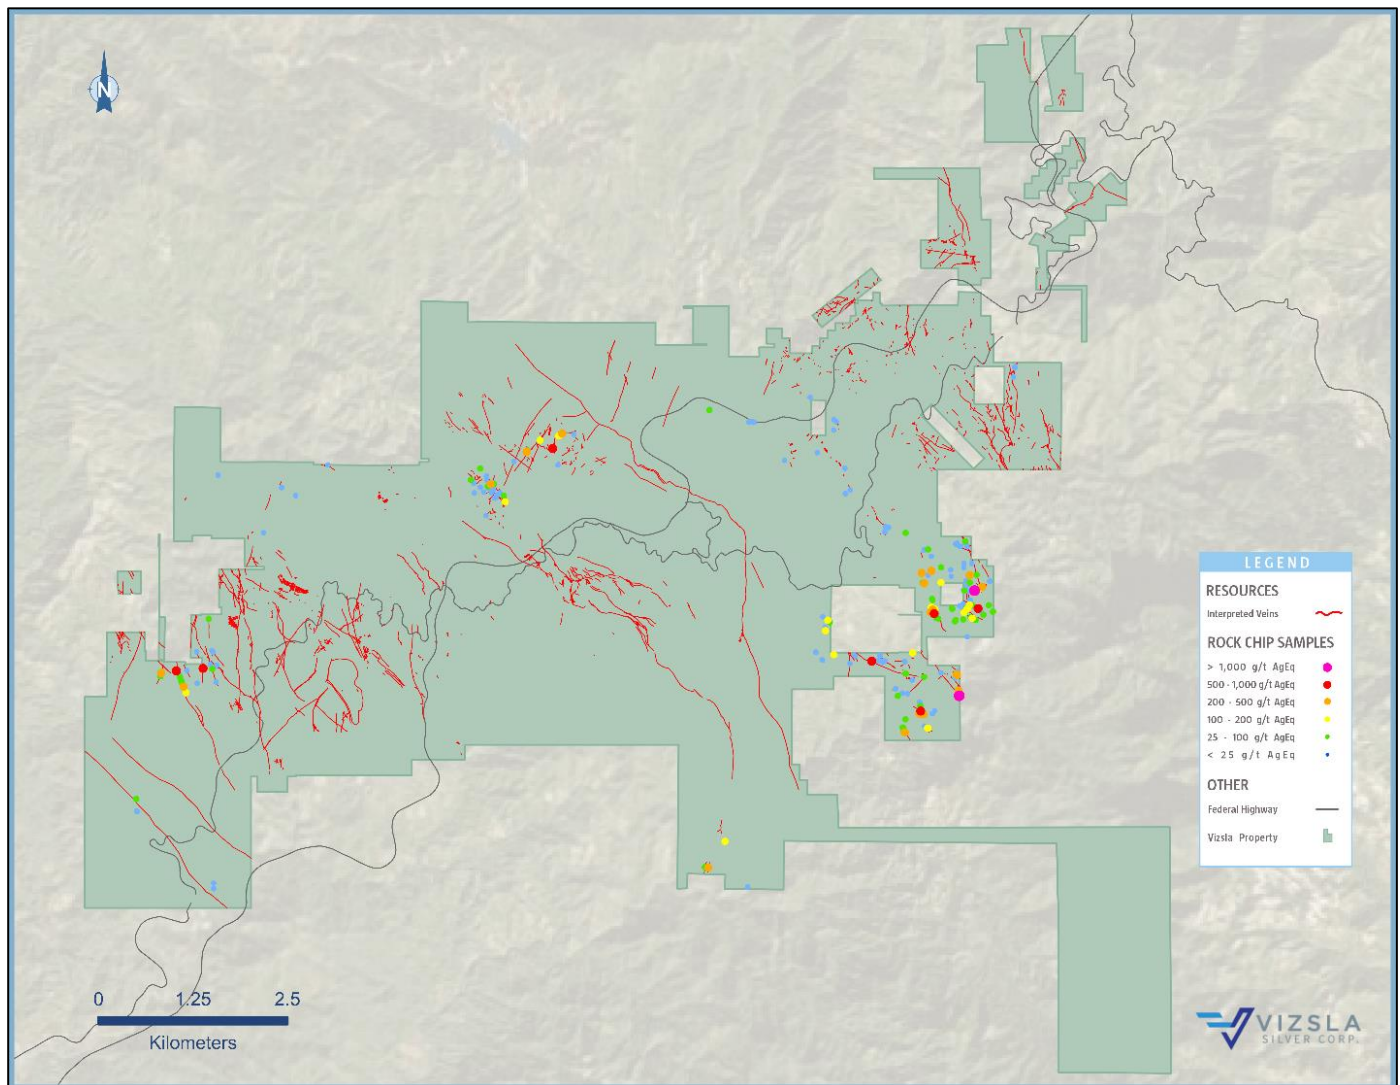 N
LEGEND
RESOURCES
Interpreted Veins
ROCK CHIP SAMPLES
> 1,000 g/t AgEq
500 - 1,000 g/t AgEq
200 - 500 g/t AgEq
100 - 200 g/t AgEq
25 - 100 g/t AgEq
< 25 g/t AgEq
OTHER
Federal Highway
Vizsla Property
0 1.25 2.5
Kilometers
VIZSLA
SILVER CORP.